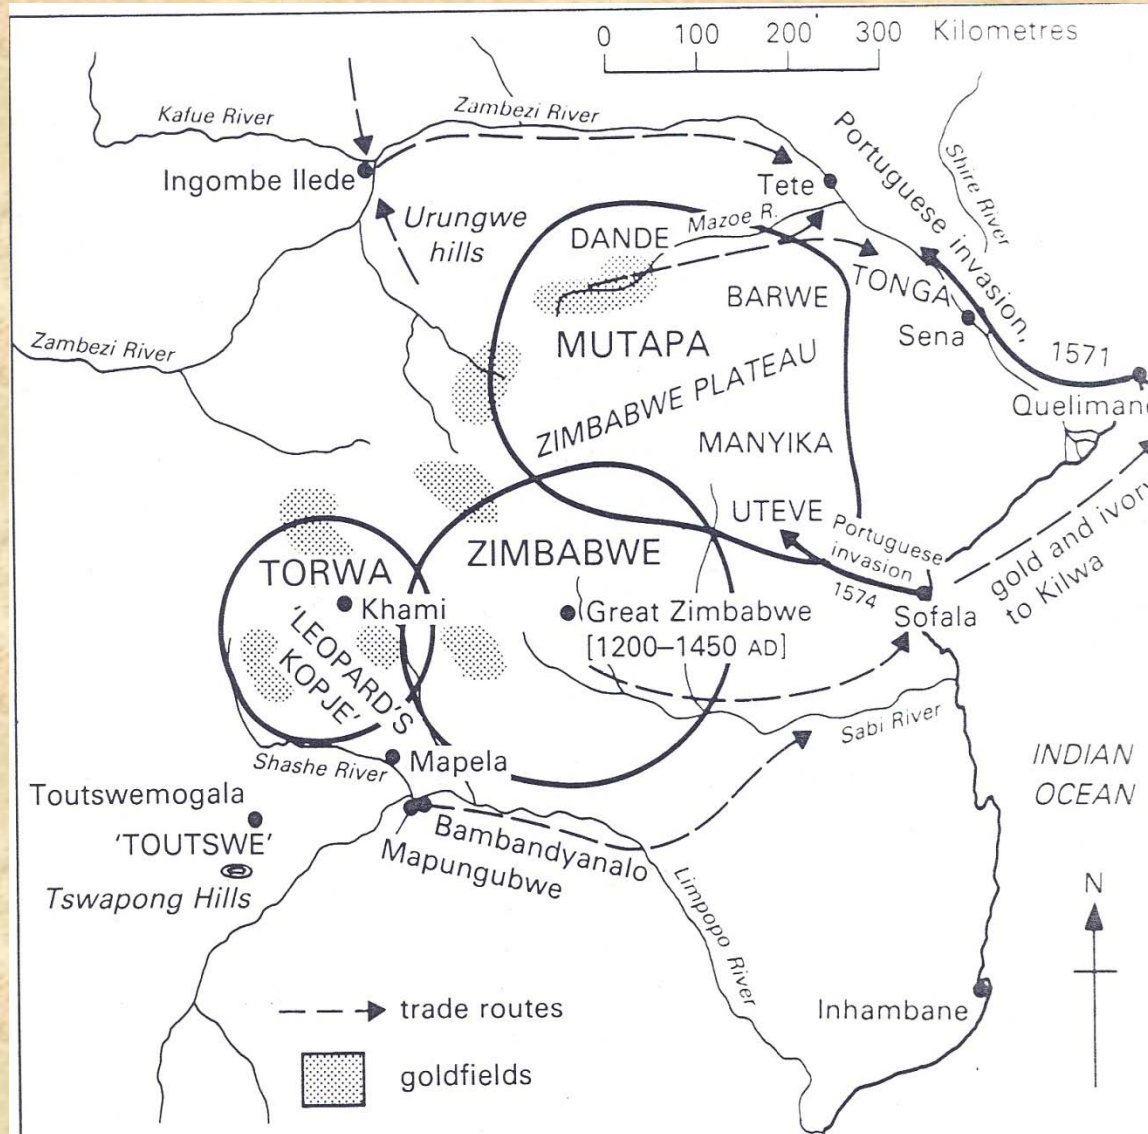 0 100 200 300 Kilometres
Kafue River
Zambezi River
Shire River
Portuguese invasion,
1571
Ingombe Ilede
Tete
Urungwe
hills
DANDE
Mazoe R.
TONGA
BARWE
Sena
MUTAPA
Zambezi River
ZIMBABWE PLATEAU
Quelimane
MANYIKA
UTEVE
Portuguese
invasion
1574
gold and ivory
to Kilwa
ZIMBABWE
TORWA
Khami
Great Zimbabwe
[1200–1450 AD]
Sofala
'LEOPARD'S
KOPJE'
Sabi River
Shashe River
Mapela
INDIAN
OCEAN
Toutswemogala
'TOUTSWE'
Tswapong Hills
Bambandyanalo
Mapungubwe
Limpopo River
N
Inhambane
trade routes
goldfields